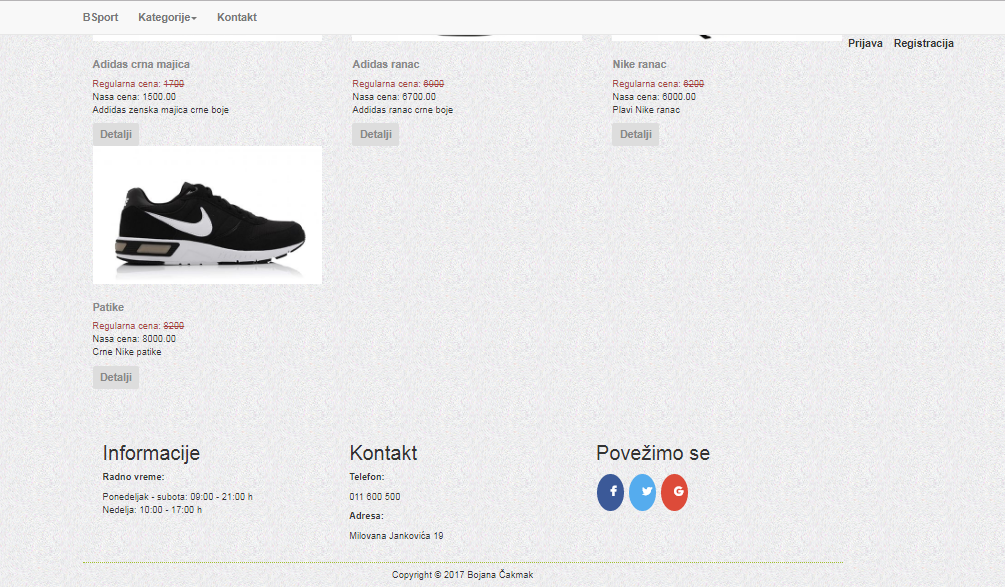 BSport Kategorije Kontakt
Prijava Registracija
Adidas crna majica
Regularna cena: 1700
Nasa cena: 1500.00
Addidas zenska majica crne boje
Detalji
Adidas ranac
Regularna cena: 6000
Nasa cena: 6700.00
Adidas ranac crne boje
Detalji
Nike ranac
Regularna cena: 6200
Nasa cena: 6000.00
Plavi Nike ranac
Detalji
Patike
Regularna cena: 8200
Nasa cena: 8000.00
Crne Nike patike
Detalji
Informacije
Radno vreme:
Ponedeljak - subota: 09:00 - 21:00 h
Nedelja: 10:00 - 17:00 h
Kontakt
Telefon:
011 600 500
Adresa:
Milovana Jankovića 19
Povežimo se
Copyright © 2017 Bojana Čakmak